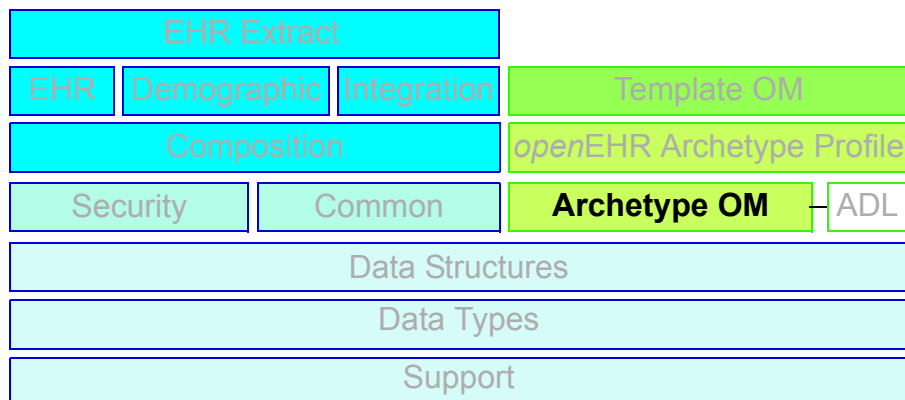 EHR Extract
EHR Demographic Integration Template OM
Composition openEHR Archetype Profile
Security Common Archetype OM ADL
Data Structures
Data Types
Support